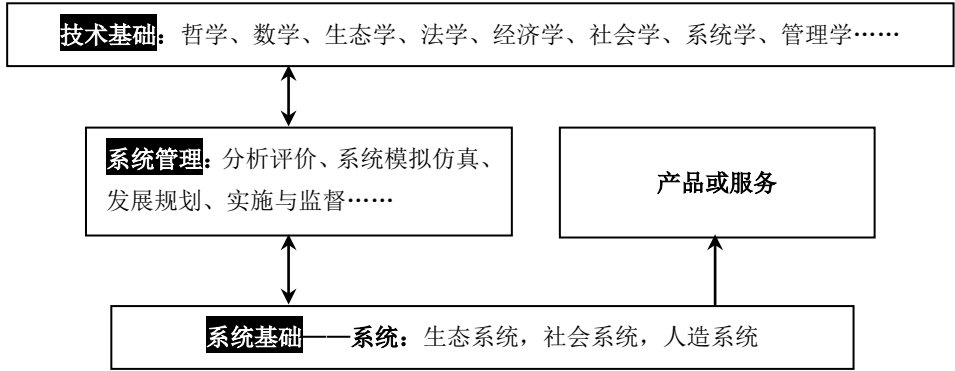 技术基础：哲学、数学、生态学、法学、经济学、社会学、系统学、管理学……
系统管理：分析评价、系统模拟仿真、
发展规划、实施与监督……
产品或服务
系统基础——系统：生态系统，社会系统，人造系统